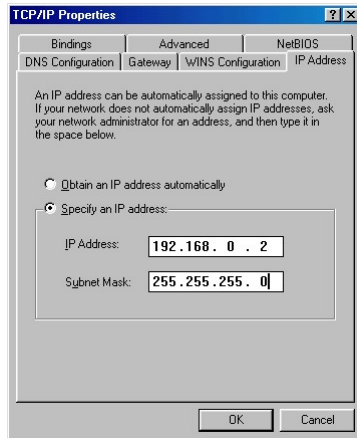 TCP/IP Properties
? X
Bindings Advanced NetBIOS
DNS Configuration Gateway WINS Configuration IP Address
An IP address can be automatically assigned to this computer.
If your network does not automatically assign IP addresses, ask
your network administrator for an address, and then type it in
the space below.
Obtain an IP address automatically
Specify an IP address:
IP Address: 192.168. 0 . 2
Subnet Mask: 255.255.255. 0
OK Cancel